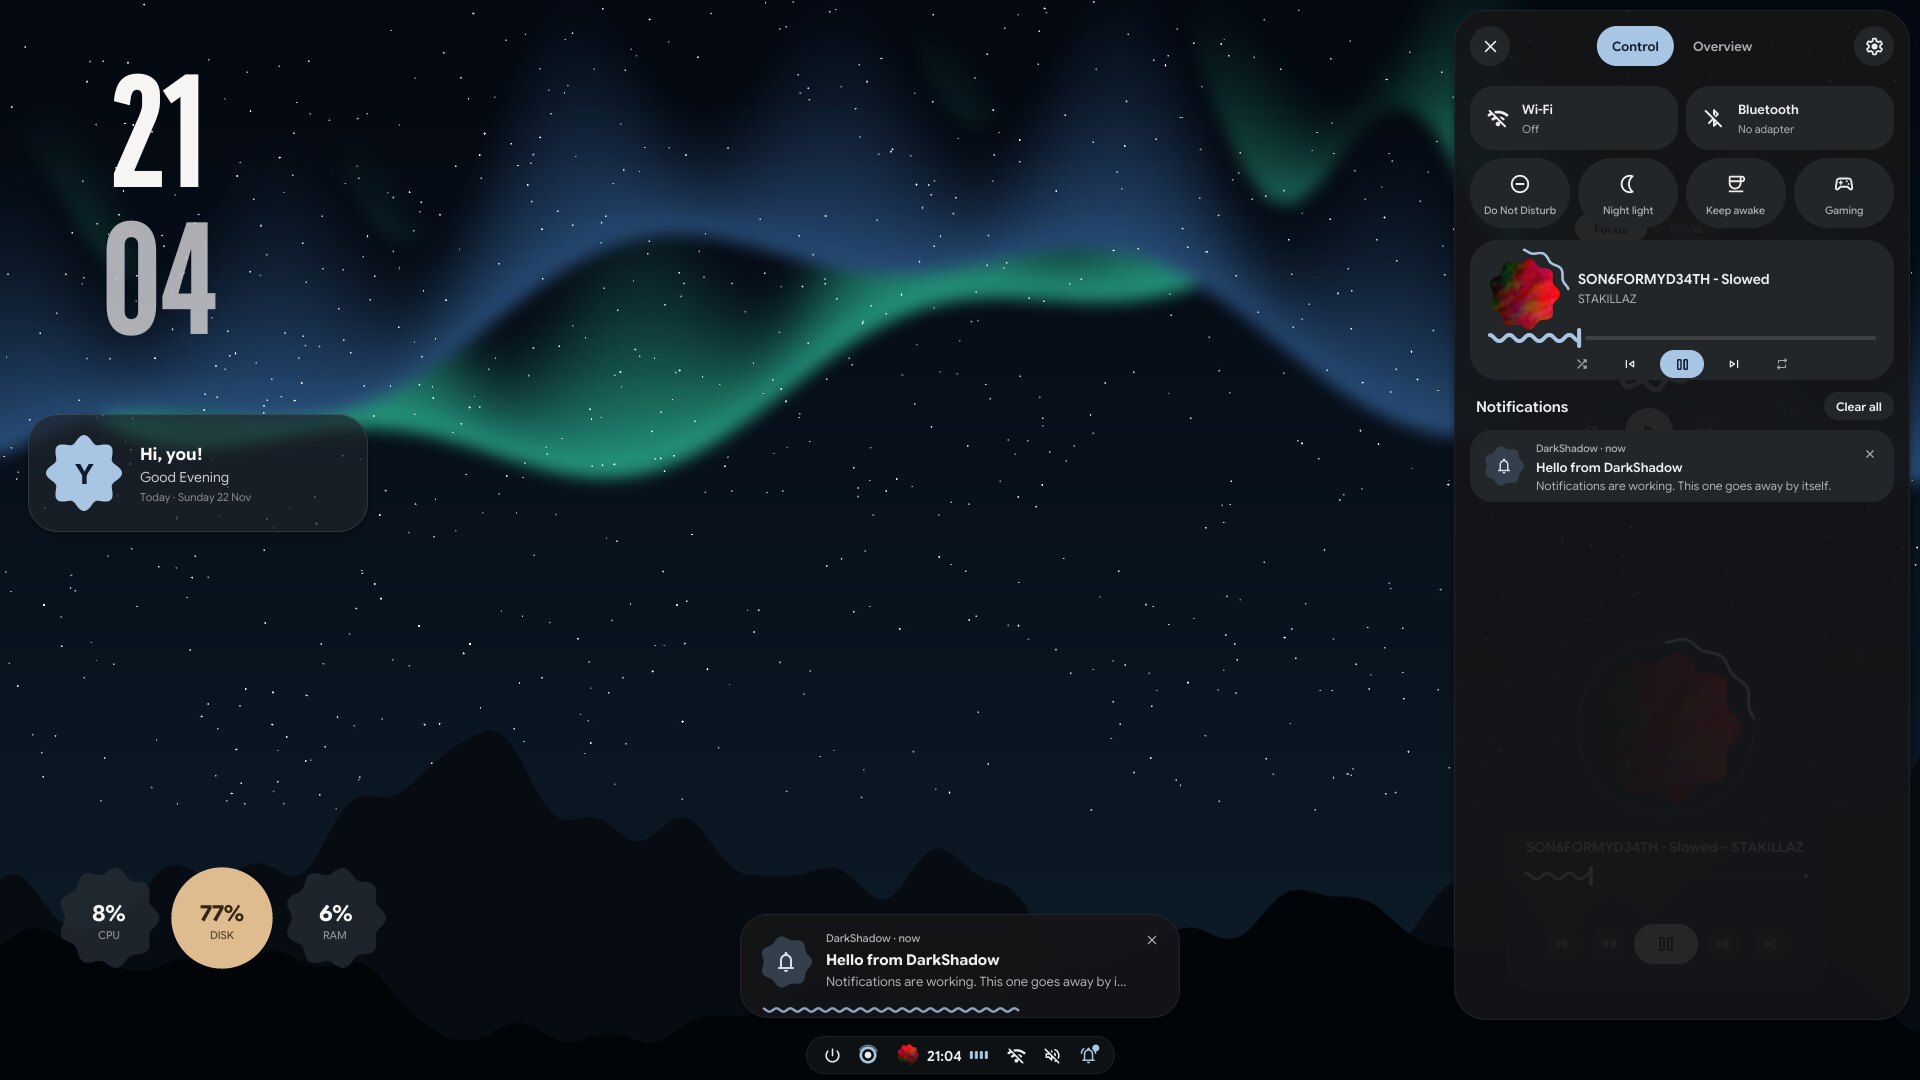 21
04
Y
Hi, you!
Good Evening
Today · Sunday 22 Nov
8%
CPU
77%
DISK
6%
RAM
DarkShadow · now
Hello from DarkShadow
Notifications are working. This one goes away by i...
21:04
Control
Overview
Wi-Fi
Off
Bluetooth
No adapter
Do Not Disturb
Night light
Keep awake
Gaming
Focus
Break
SON6FORMYD34TH - Slowed
STAKILLAZ
Notifications
Clear all
DarkShadow · now
Hello from DarkShadow
Notifications are working. This one goes away by itself.
SON6FORMYD34TH - Slowed – STAKILLAZ